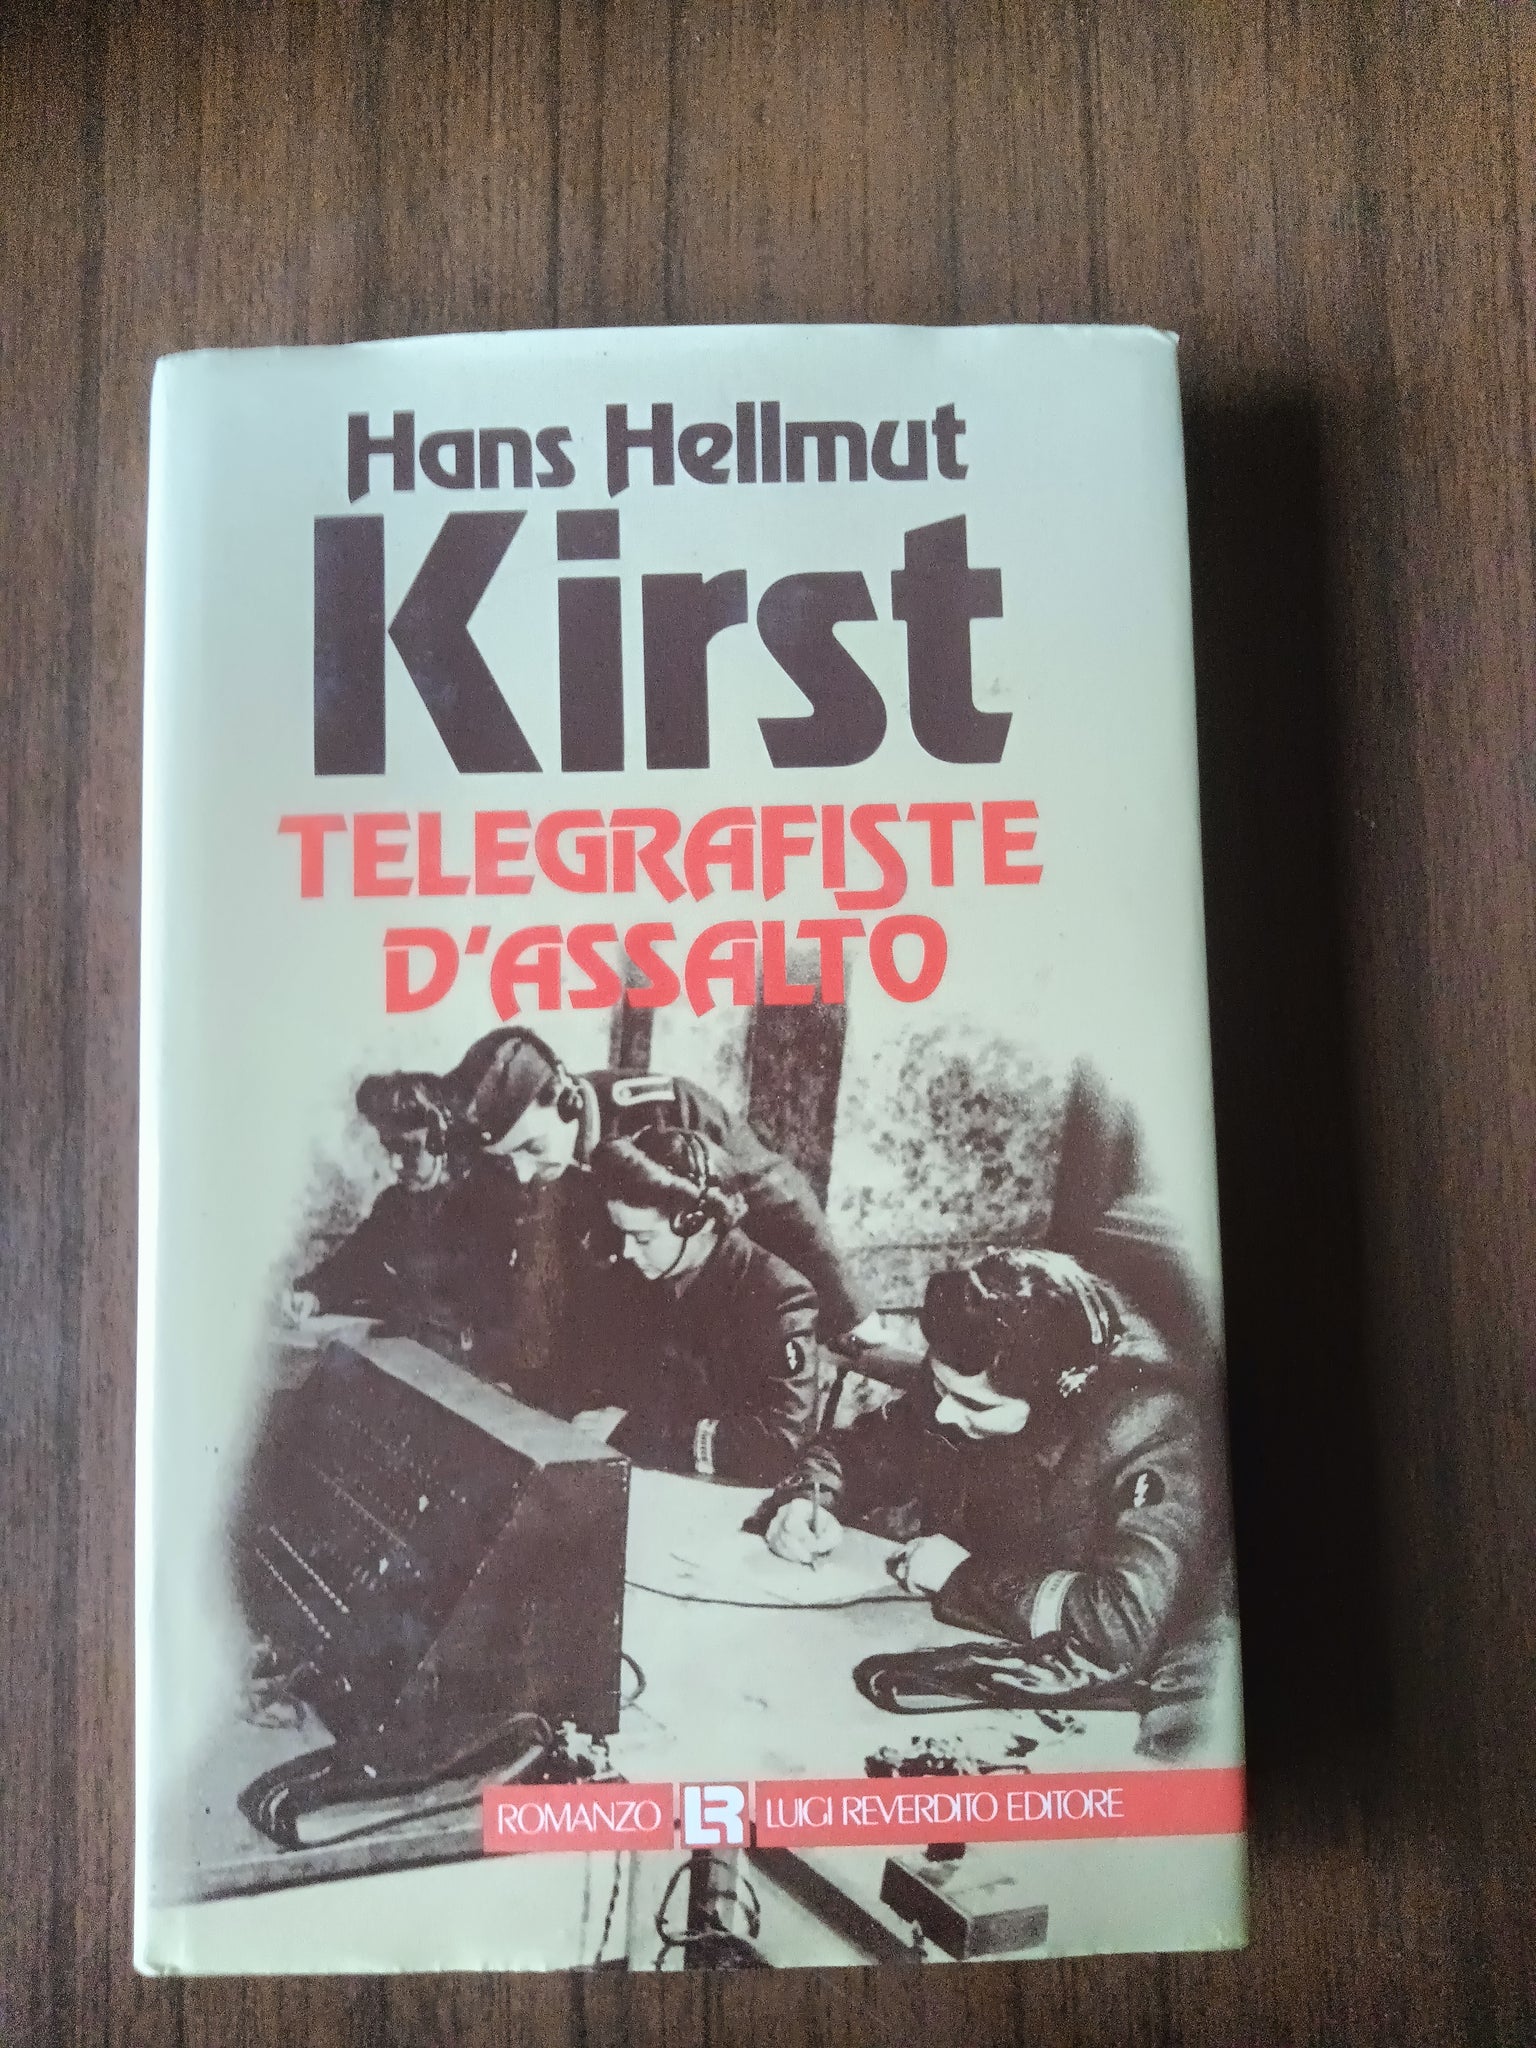 Hans Hellmut
Kirst
TELEGRAFISTE
D'ASSALTO
ROMANZO LR LUIGI REVERDITO EDITORE